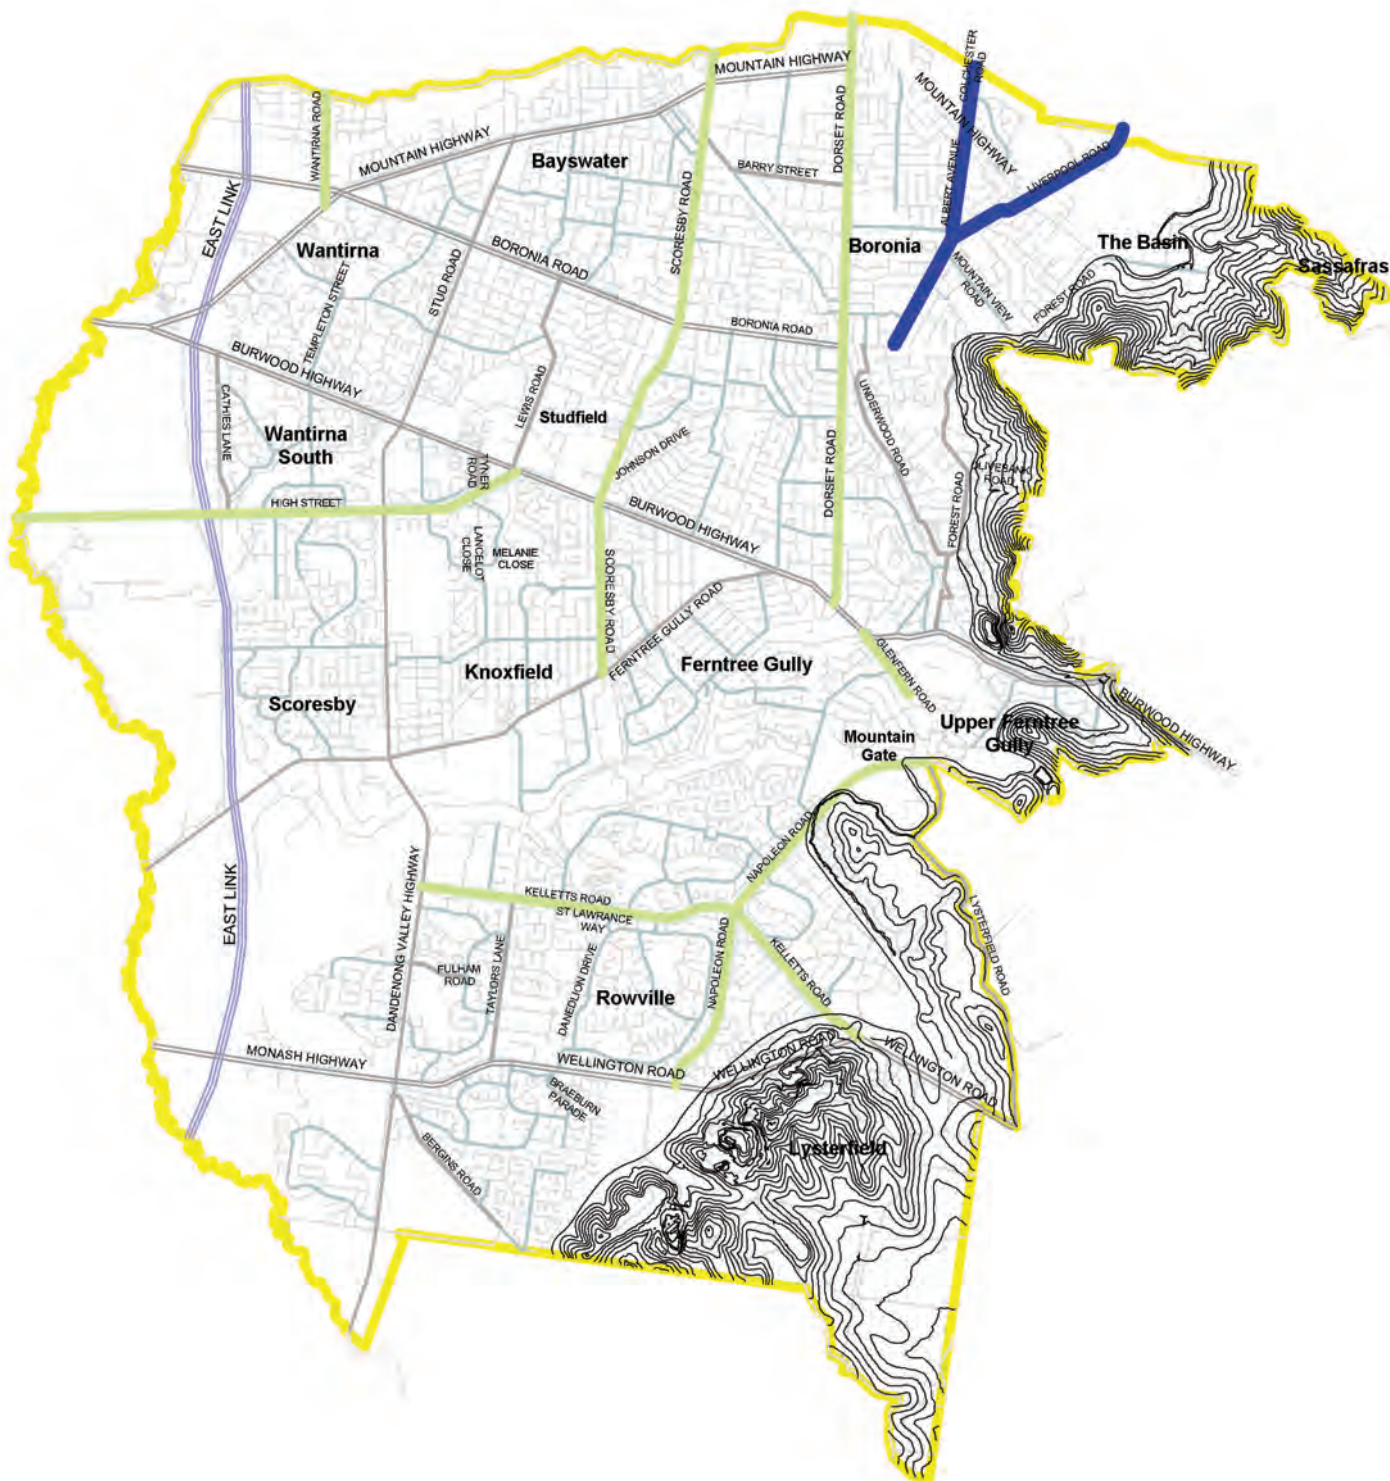 COLCHESTER
ROAD
MOUNTAIN HIGHWAY
MOUNTAIN HIGHWAY
WANTIRNA ROAD
MOUNTAIN HIGHWAY
Bayswater
BARRY STREET
DORSET ROAD
ALBERT AVENUE
LIVERPOOL ROAD
EAST LINK
SCORESBY ROAD
Wantirna
BORONIA ROAD
STUD ROAD
Boronia
The Basin
Sassafras
MOUNTAIN VIEW
ROAD
FOREST ROAD
TEMPLETON STREET
BORONIA ROAD
BURWOOD HIGHWAY
CATHIES LANE
LEWIS ROAD
UNDERWOOD ROAD
Studfield
Wantirna
South
TYNER
ROAD
JOHNSON DRIVE
DORSET ROAD
OLIVEBANK
ROAD
HIGH STREET
BURWOOD HIGHWAY
FOREST ROAD
LANCELOT
CLOSE
MELANIE
CLOSE
SCORESBY ROAD
FERNTREE GULLY ROAD
Knoxfield
Ferntree Gully
GLENFERN ROAD
Scoresby
BURWOOD HIGHWAY
Upper Ferntree
Gully
Mountain
Gate
NAPOLEON ROAD
EAST LINK
DANDENONG VALLEY HIGHWAY
KELLETTS ROAD
ST LAWRANCE
WAY
LYSTERFIELD ROAD
TAYLORS LANE
DANEDLION DRIVE
NAPOLEON ROAD
KELLETTS ROAD
FULHAM
ROAD
Rowville
MONASH HIGHWAY
WELLINGTON ROAD
WELLINGTON ROAD
WELLINGTON ROAD
BRAEBURN
PARADE
BERGINS ROAD
Lysterfield